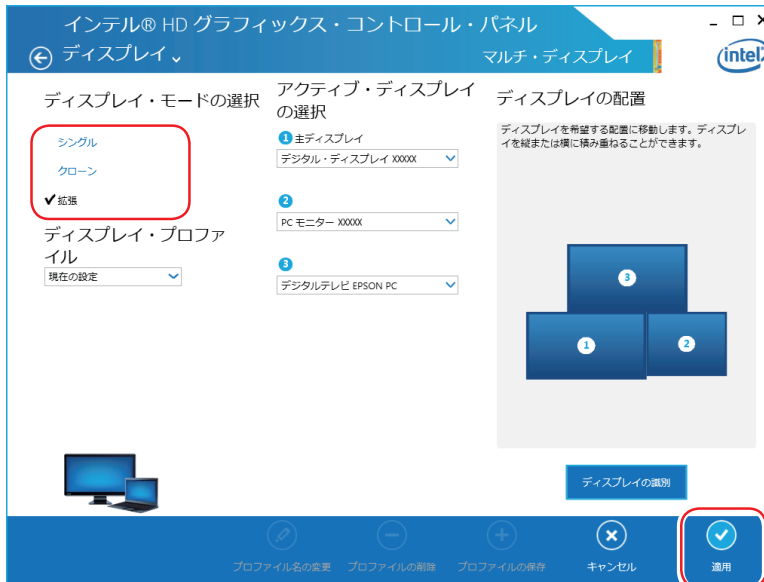 インテル® HD グラフィックス・コントロール・パネル
ディスプレイ
マルチ・ディスプレイ
intel
ディスプレイ・モードの選択
シングル
クローン
拡張
ディスプレイ・プロファ
イル
現在の設定
アクティブ・ディスプレイ
の選択
1 主ディスプレイ
デジタル・ディスプレイ XXXXX
2
PC モニター XXXXX
3
デジタルテレビ EPSON PC
ディスプレイの配置
ディスプレイを希望する配置に移動します。ディスプレ
イを縦または横に積み重ねることができます。
3
1
2
ディスプレイの識別
プロファイル名の変更
プロファイルの削除
プロファイルの保存
キャンセル
適用